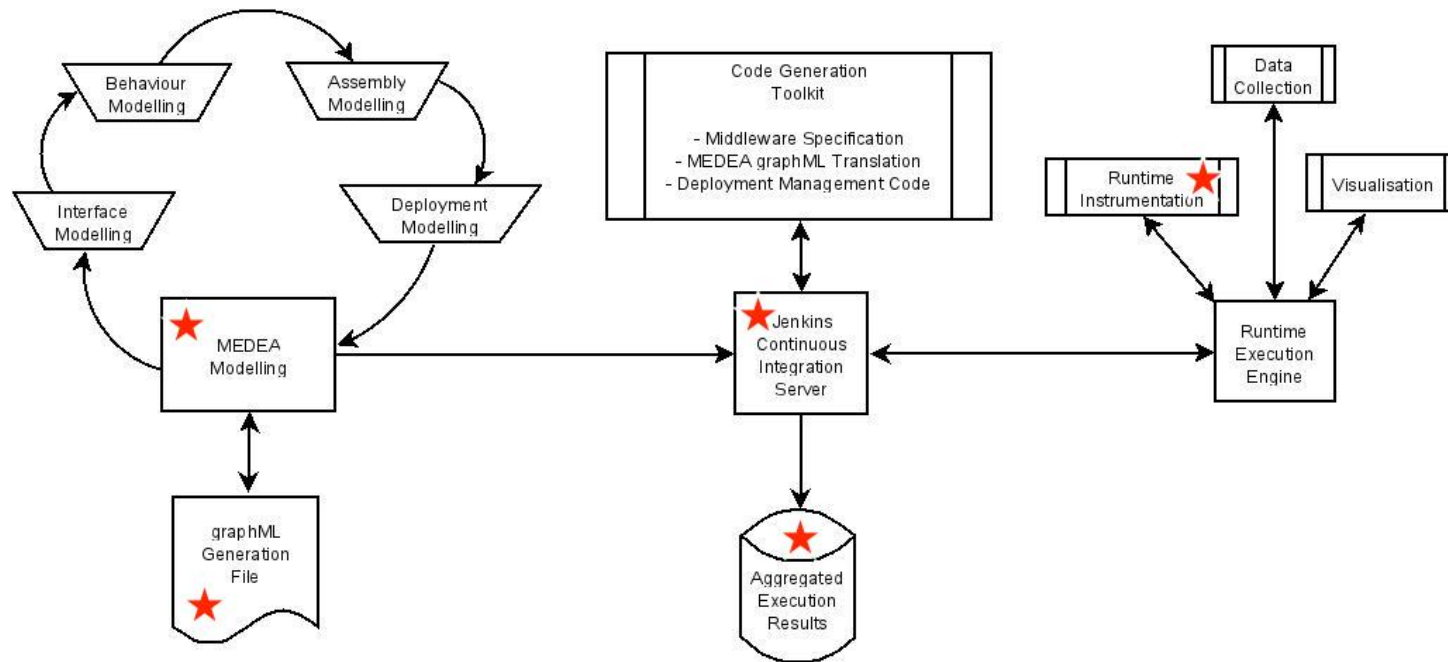 Behaviour
Modelling
Assembly
Modelling
Interface
Modelling
Deployment
Modelling
MEDEA
Modelling
graphML
Generation
File
Code Generation
Toolkit
- Middleware Specification
- MEDEA graphML Translation
- Deployment Management Code
Jenkins
Continuous
Integration
Server
Aggregated
Execution
Results
Data
Collection
Runtime
Instrumentation
Visualisation
Runtime
Execution
Engine